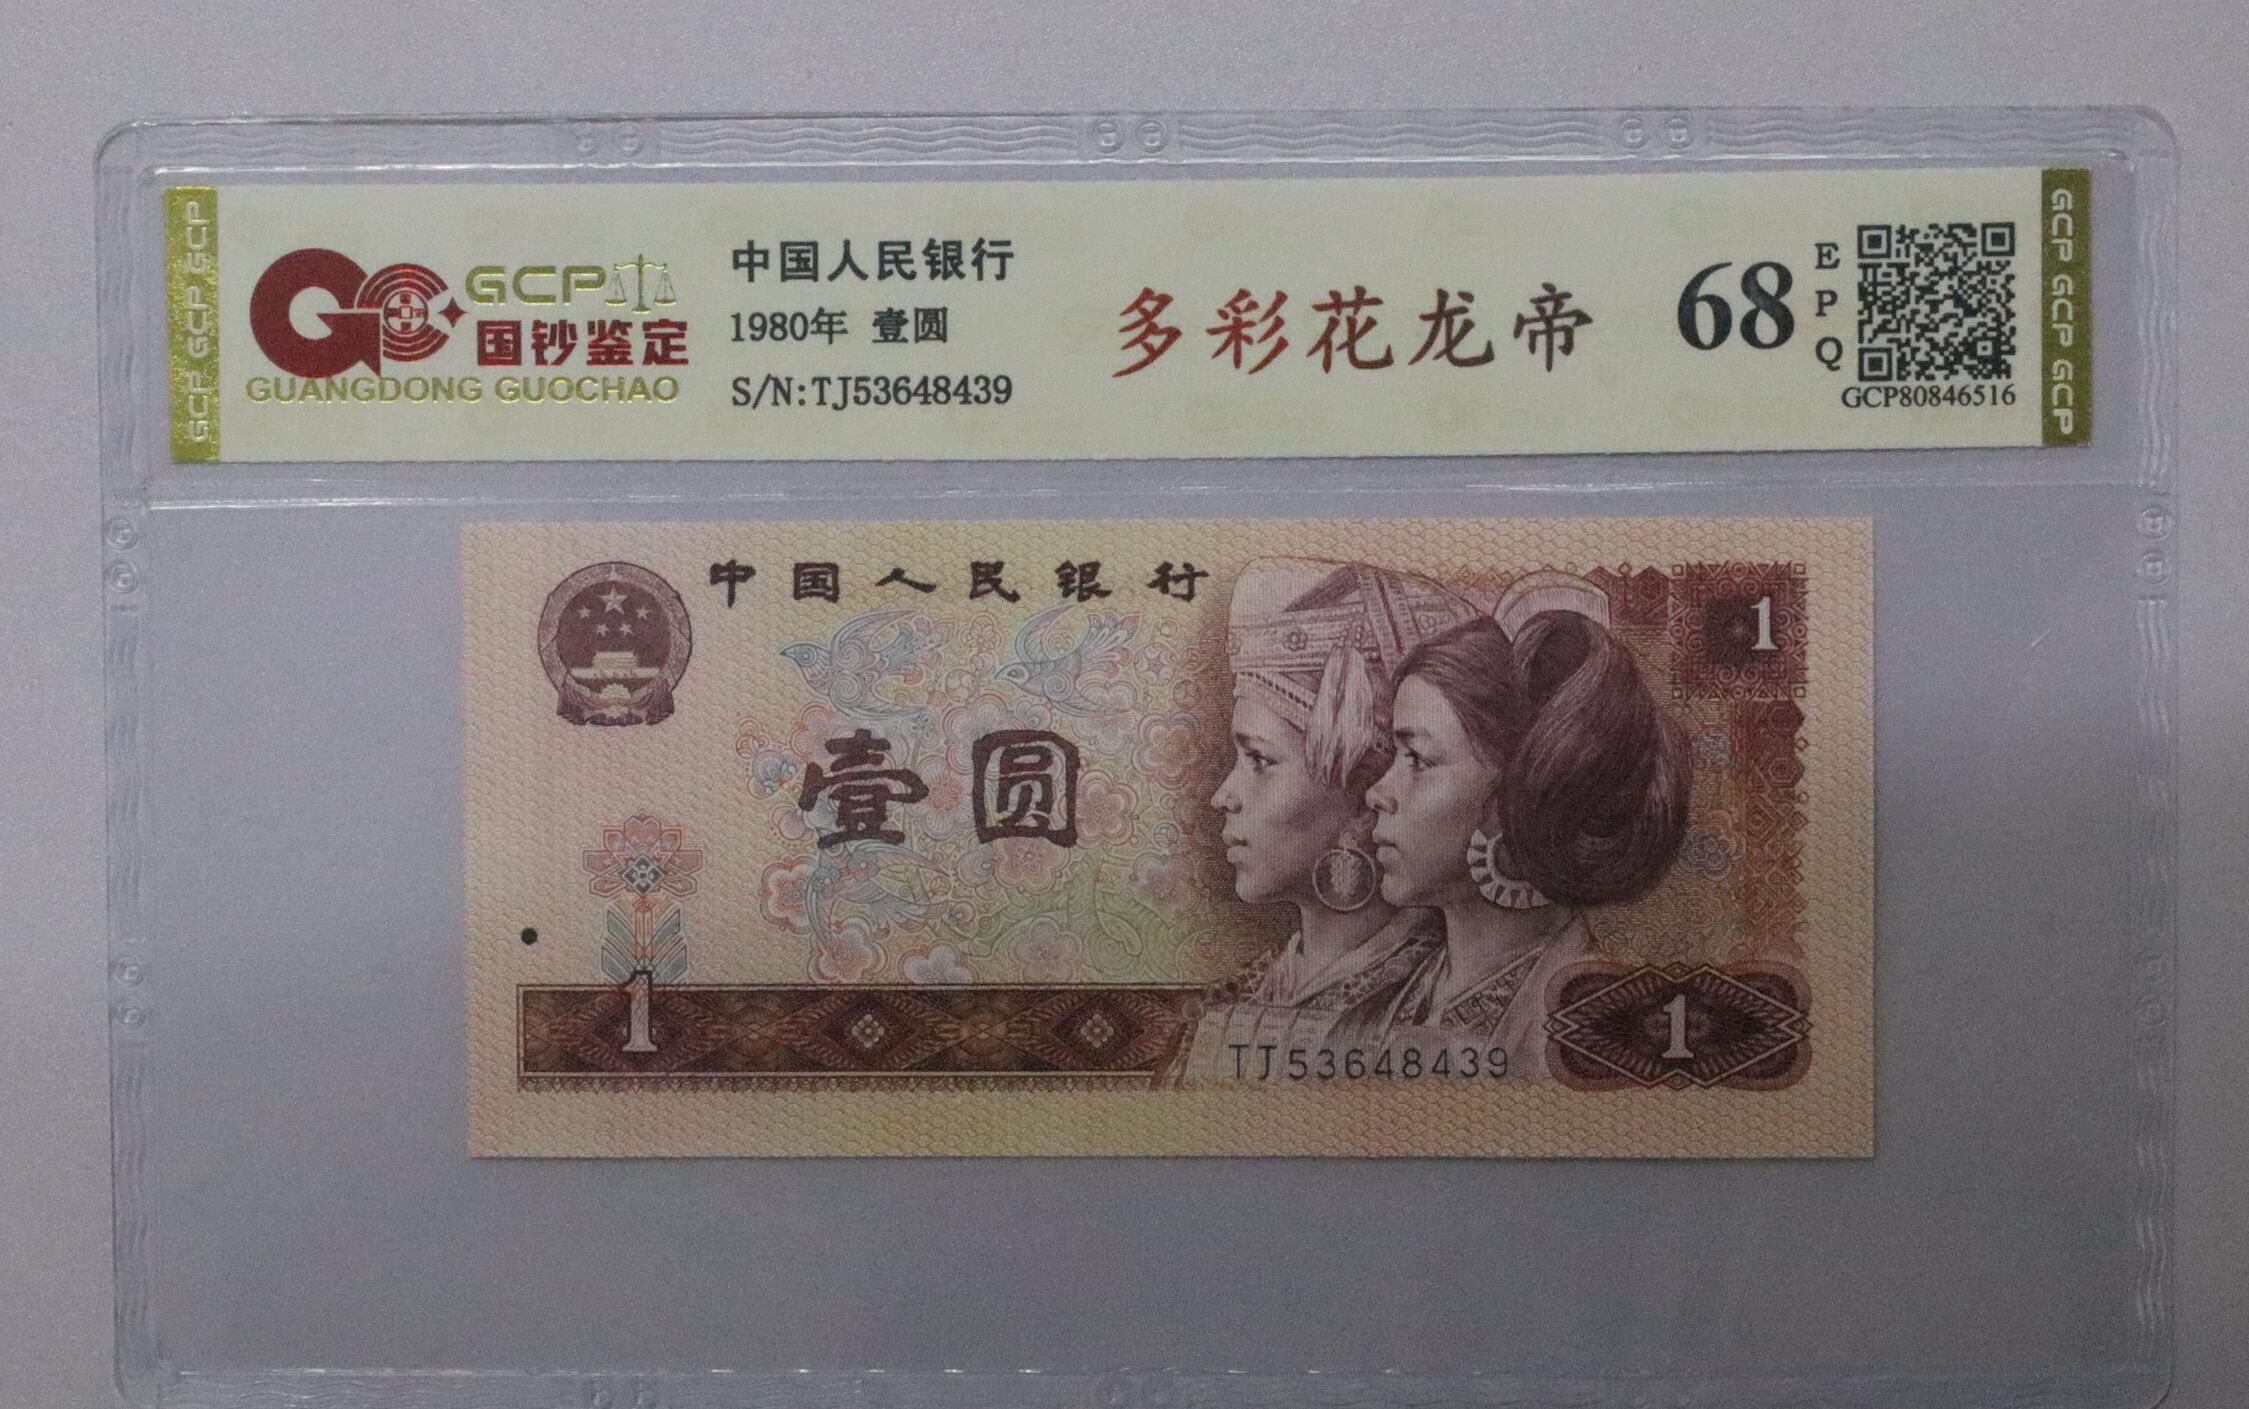 GCP GCP GCP
GCP
国钞鉴定
GUANGDONG GUOCHAO
中国人民银行
1980年 壹圆
S/N:TJ53648439
多彩花龙帝
68
EPQ
GCP80846516
GCP GCP GCP
中国人民银行
1
壹圆
1
1
TJ53648439